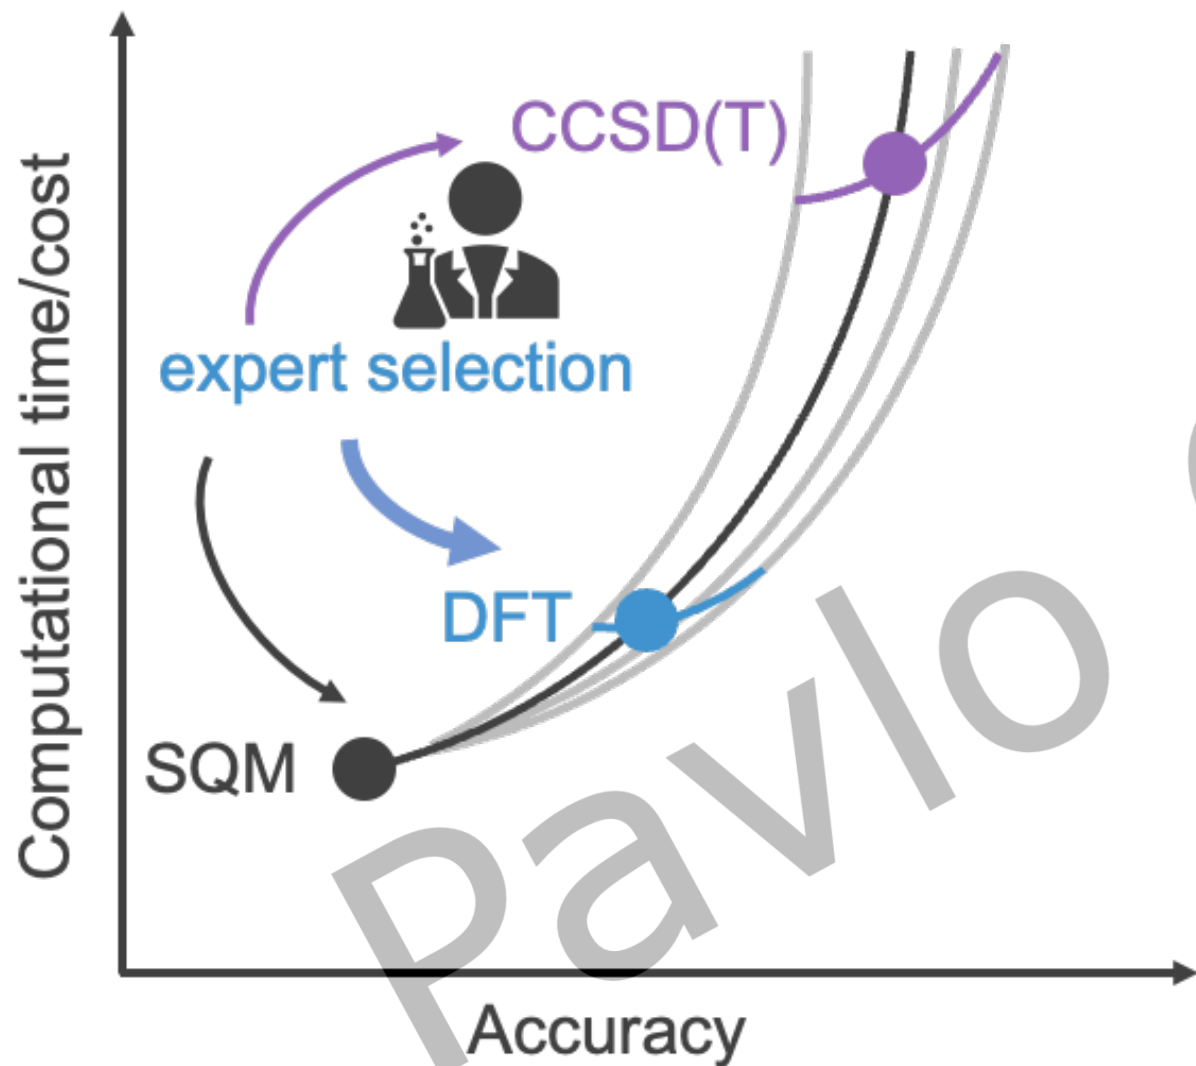 Computational time/cost
CCSD(T)
expert selection
DFT
SQM
Accuracy
Pavlo